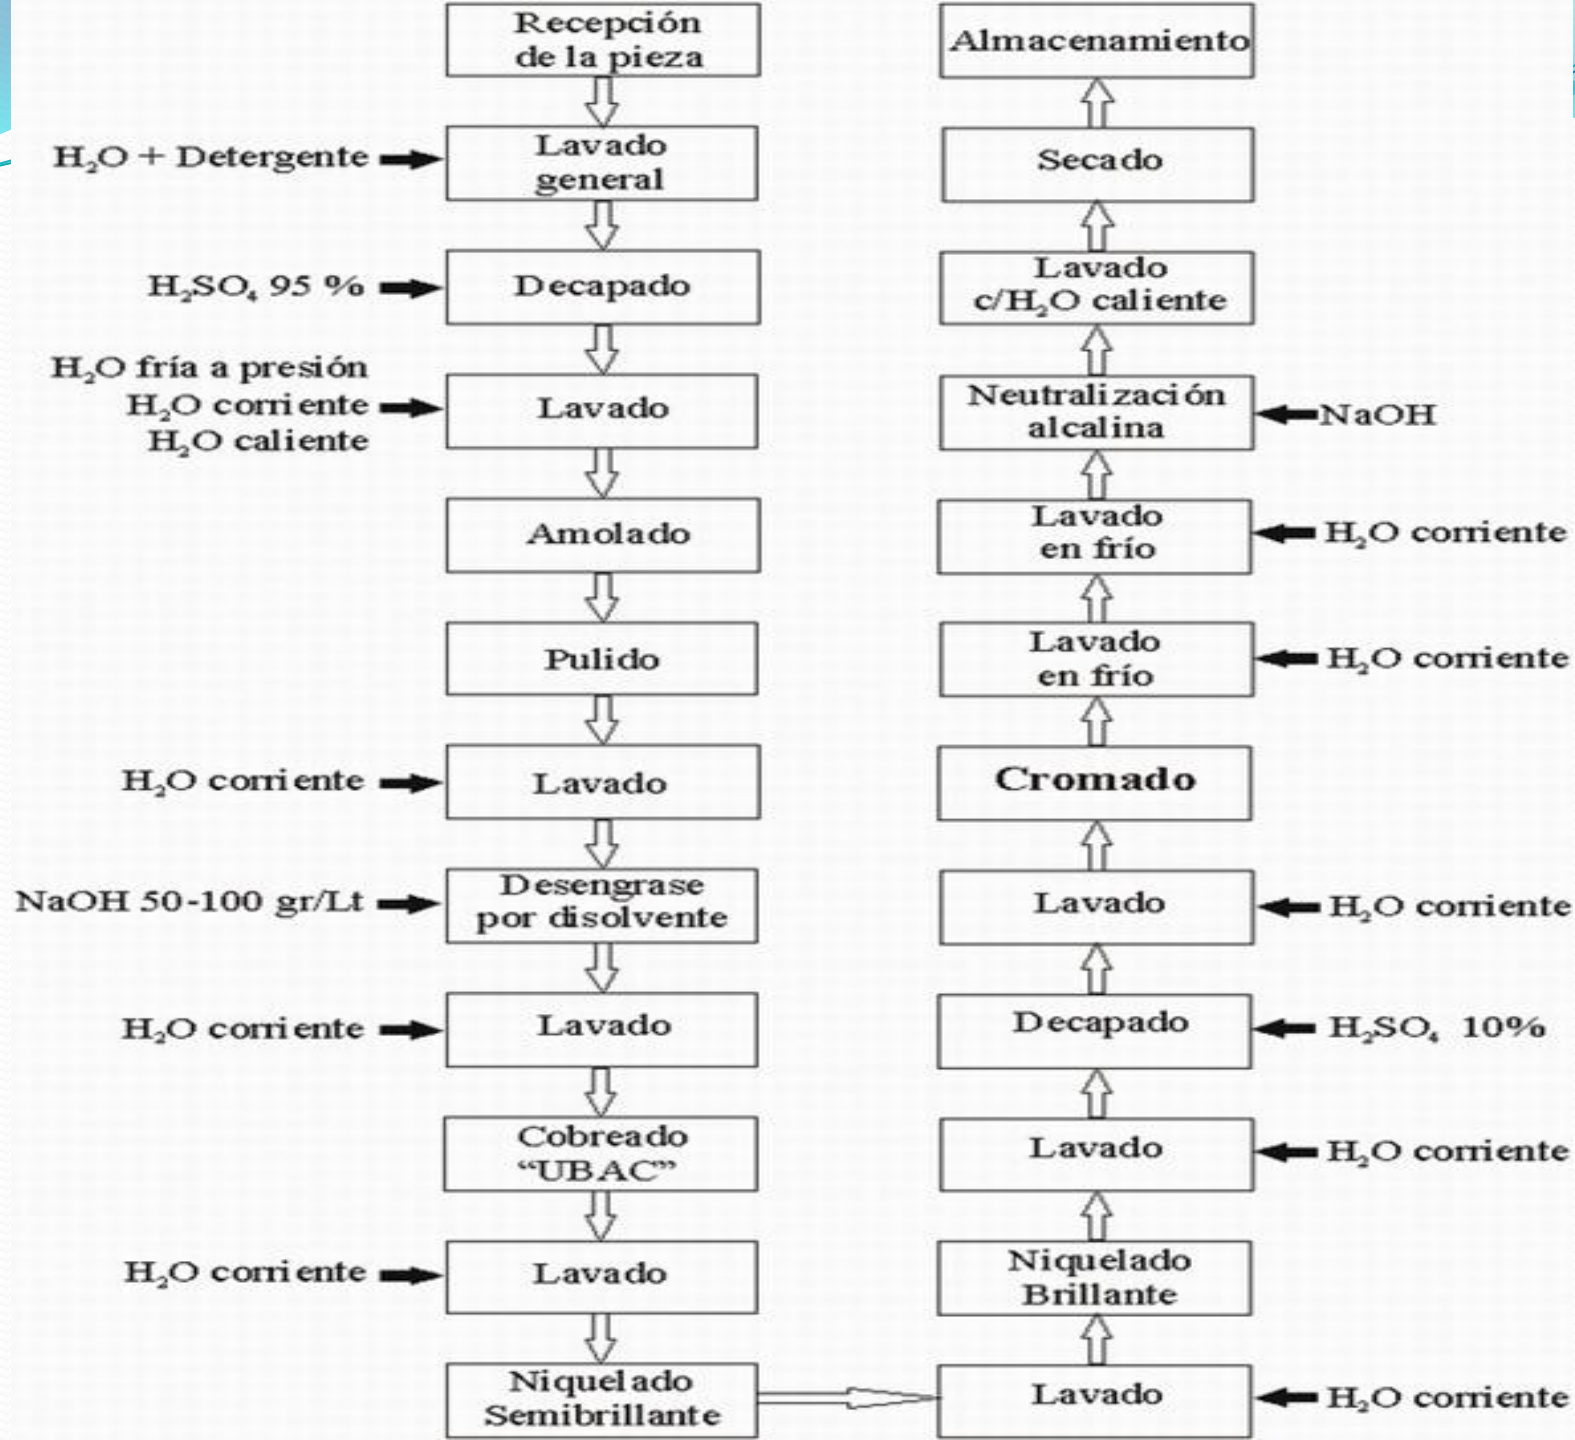 Recepción
de la pieza
H₂O + Detergente
Lavado
general
H₂SO₄ 95 %
Decapado
H₂O fría a presión
H₂O corriente
H₂O caliente
Lavado
Amolado
Pulido
H₂O corriente
Lavado
NaOH 50-100 gr/Lt
Desengrase
por disolvente
H₂O corriente
Lavado
Cobreado
“UBAC”
H₂O corriente
Lavado
Niquelado
Semibrillante
Lavado
H₂O corriente
Niquelado
Brillante
Lavado
H₂O corriente
Decapado
H₂SO₄ 10%
Lavado
H₂O corriente
Cromado
Lavado
en frío
H₂O corriente
Lavado
en frío
H₂O corriente
Neutralización
alcalina
NaOH
Lavado
c/H₂O caliente
Secado
Almacenamiento